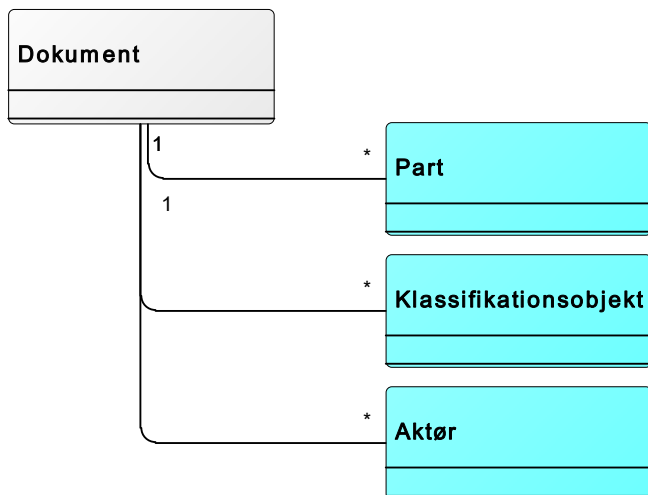 Dokument
1
*
Part
1
*
Klassifikationsobjekt
*
Aktør